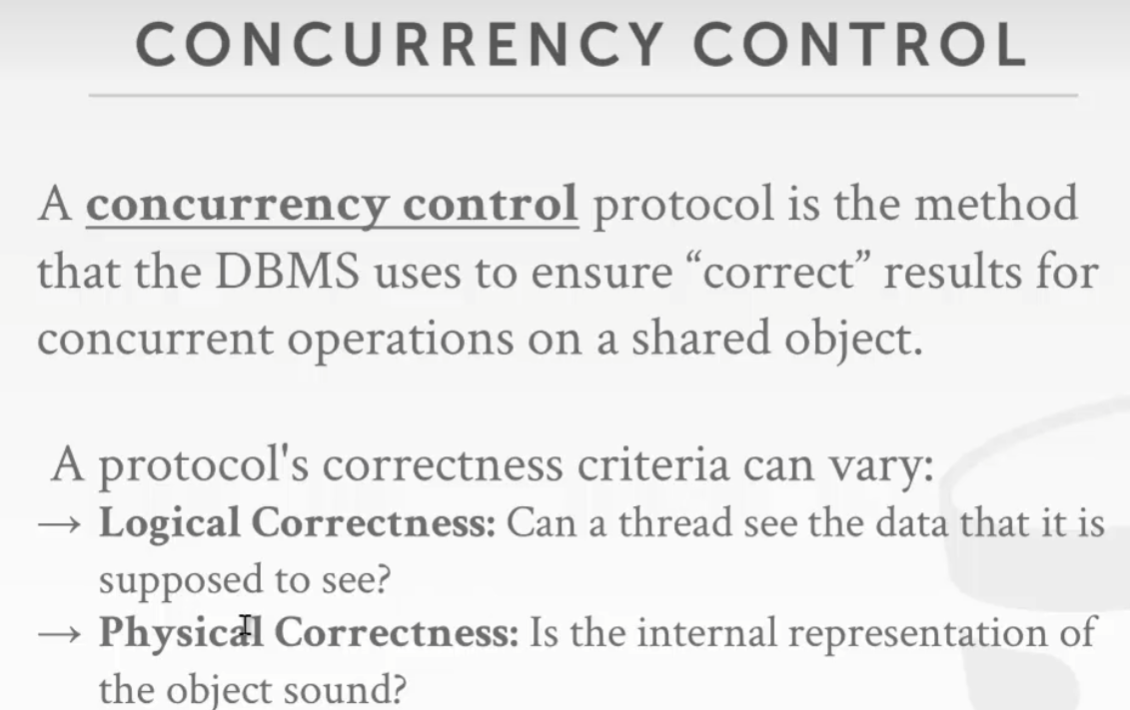 CONCURRENCY CONTROL
A concurrency control protocol is the method
that the DBMS uses to ensure “correct” results for
concurrent operations on a shared object.
A protocol's correctness criteria can vary:
→ Logical Correctness: Can a thread see the data that it is
supposed to see?
→ Physical Correctness: Is the internal representation of
the object sound?